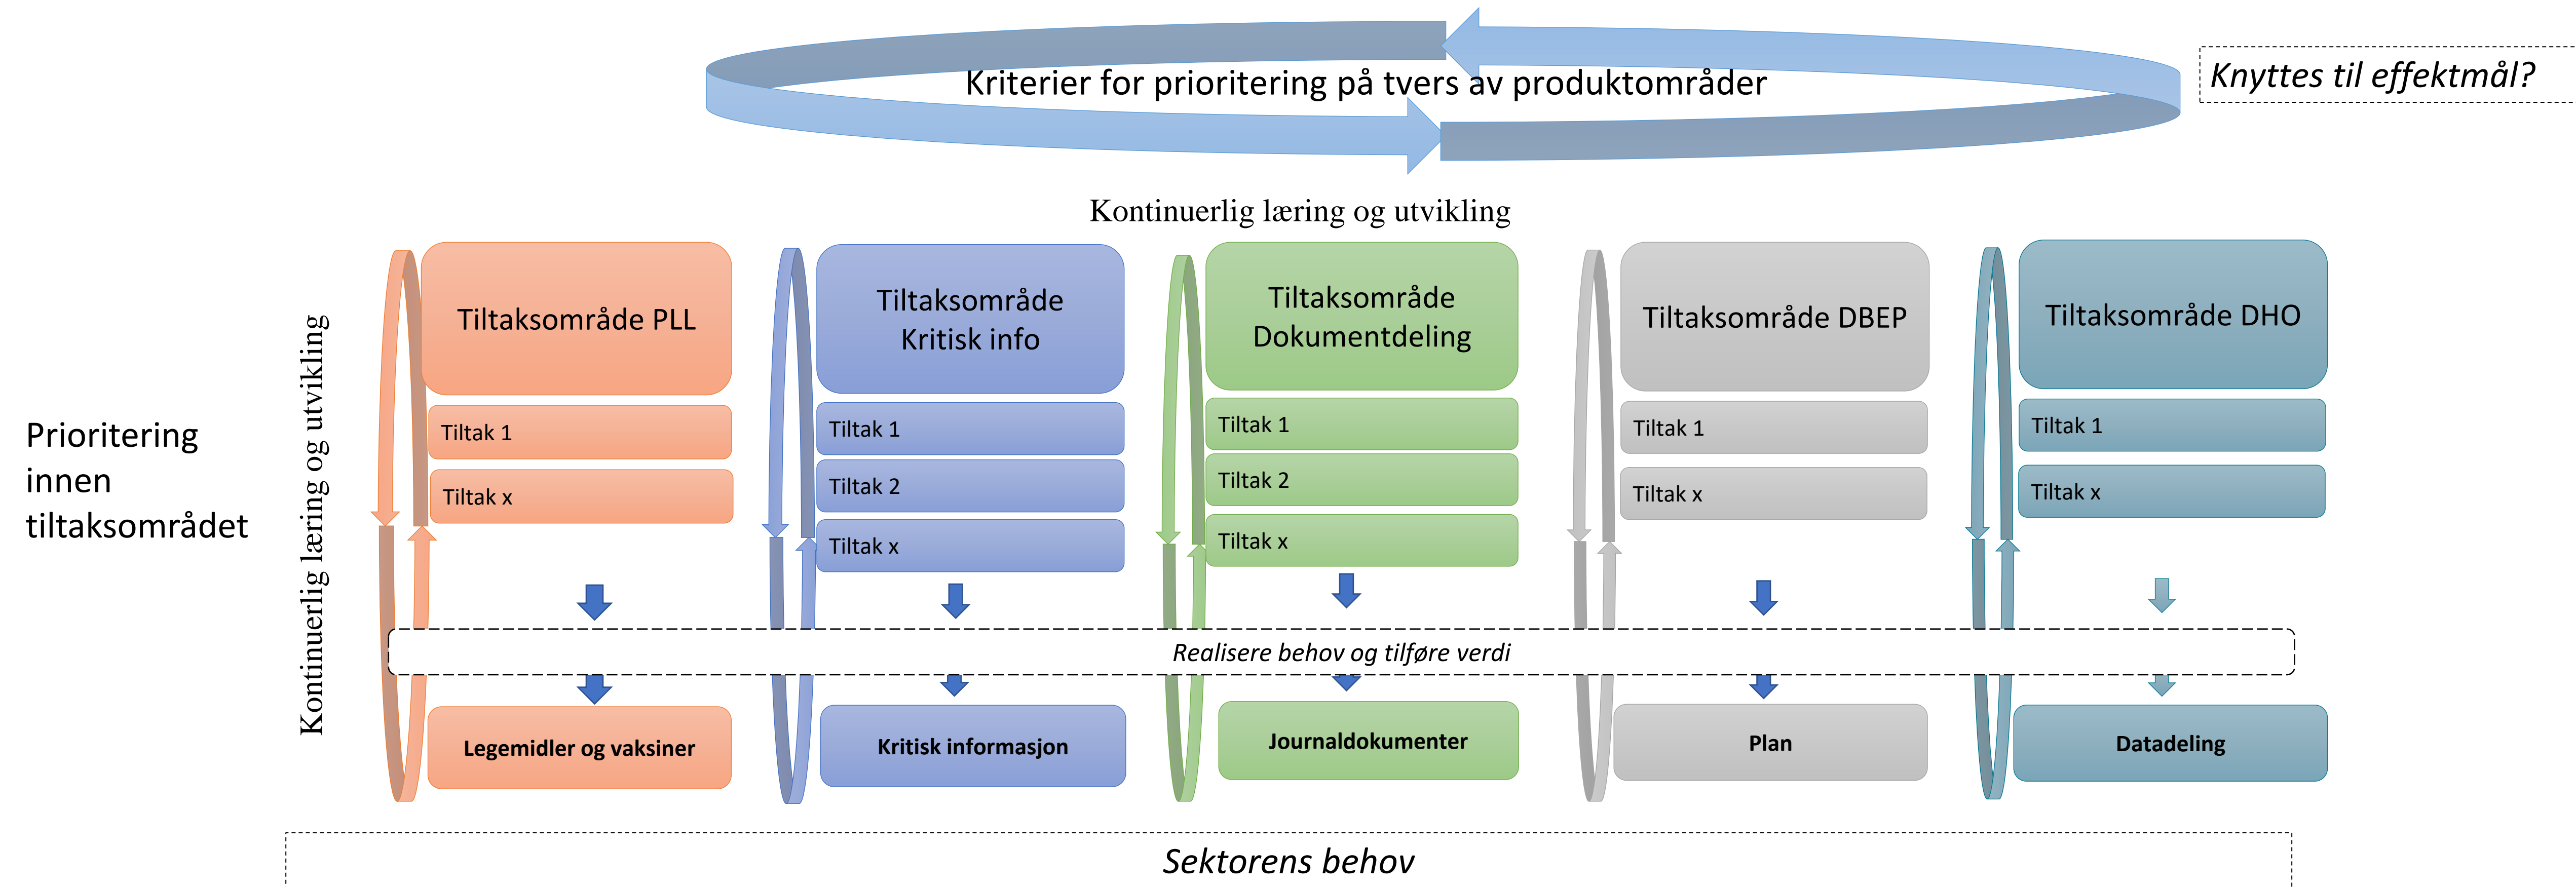 Kriterier for prioritering på tvers av produktområder
Knyttes til effektmål?
Kontinuerlig læring og utvikling
Prioritering
innen
tiltaksområdet
Kontinuerlig læring og utvikling
Tiltaksområde PLL
Tiltak 1
Tiltak x
Tiltaksområde
Kritisk info
Tiltak 1
Tiltak 2
Tiltak x
Tiltaksområde
Dokumentdeling
Tiltak 1
Tiltak 2
Tiltak x
Tiltaksområde DBEP
Tiltak 1
Tiltak x
Tiltaksområde DHO
Tiltak 1
Tiltak x
Realisere behov og tilføre verdi
Legemidler og vaksiner
Kritisk informasjon
Journaldokumenter
Plan
Datadeling
Sektorens behov